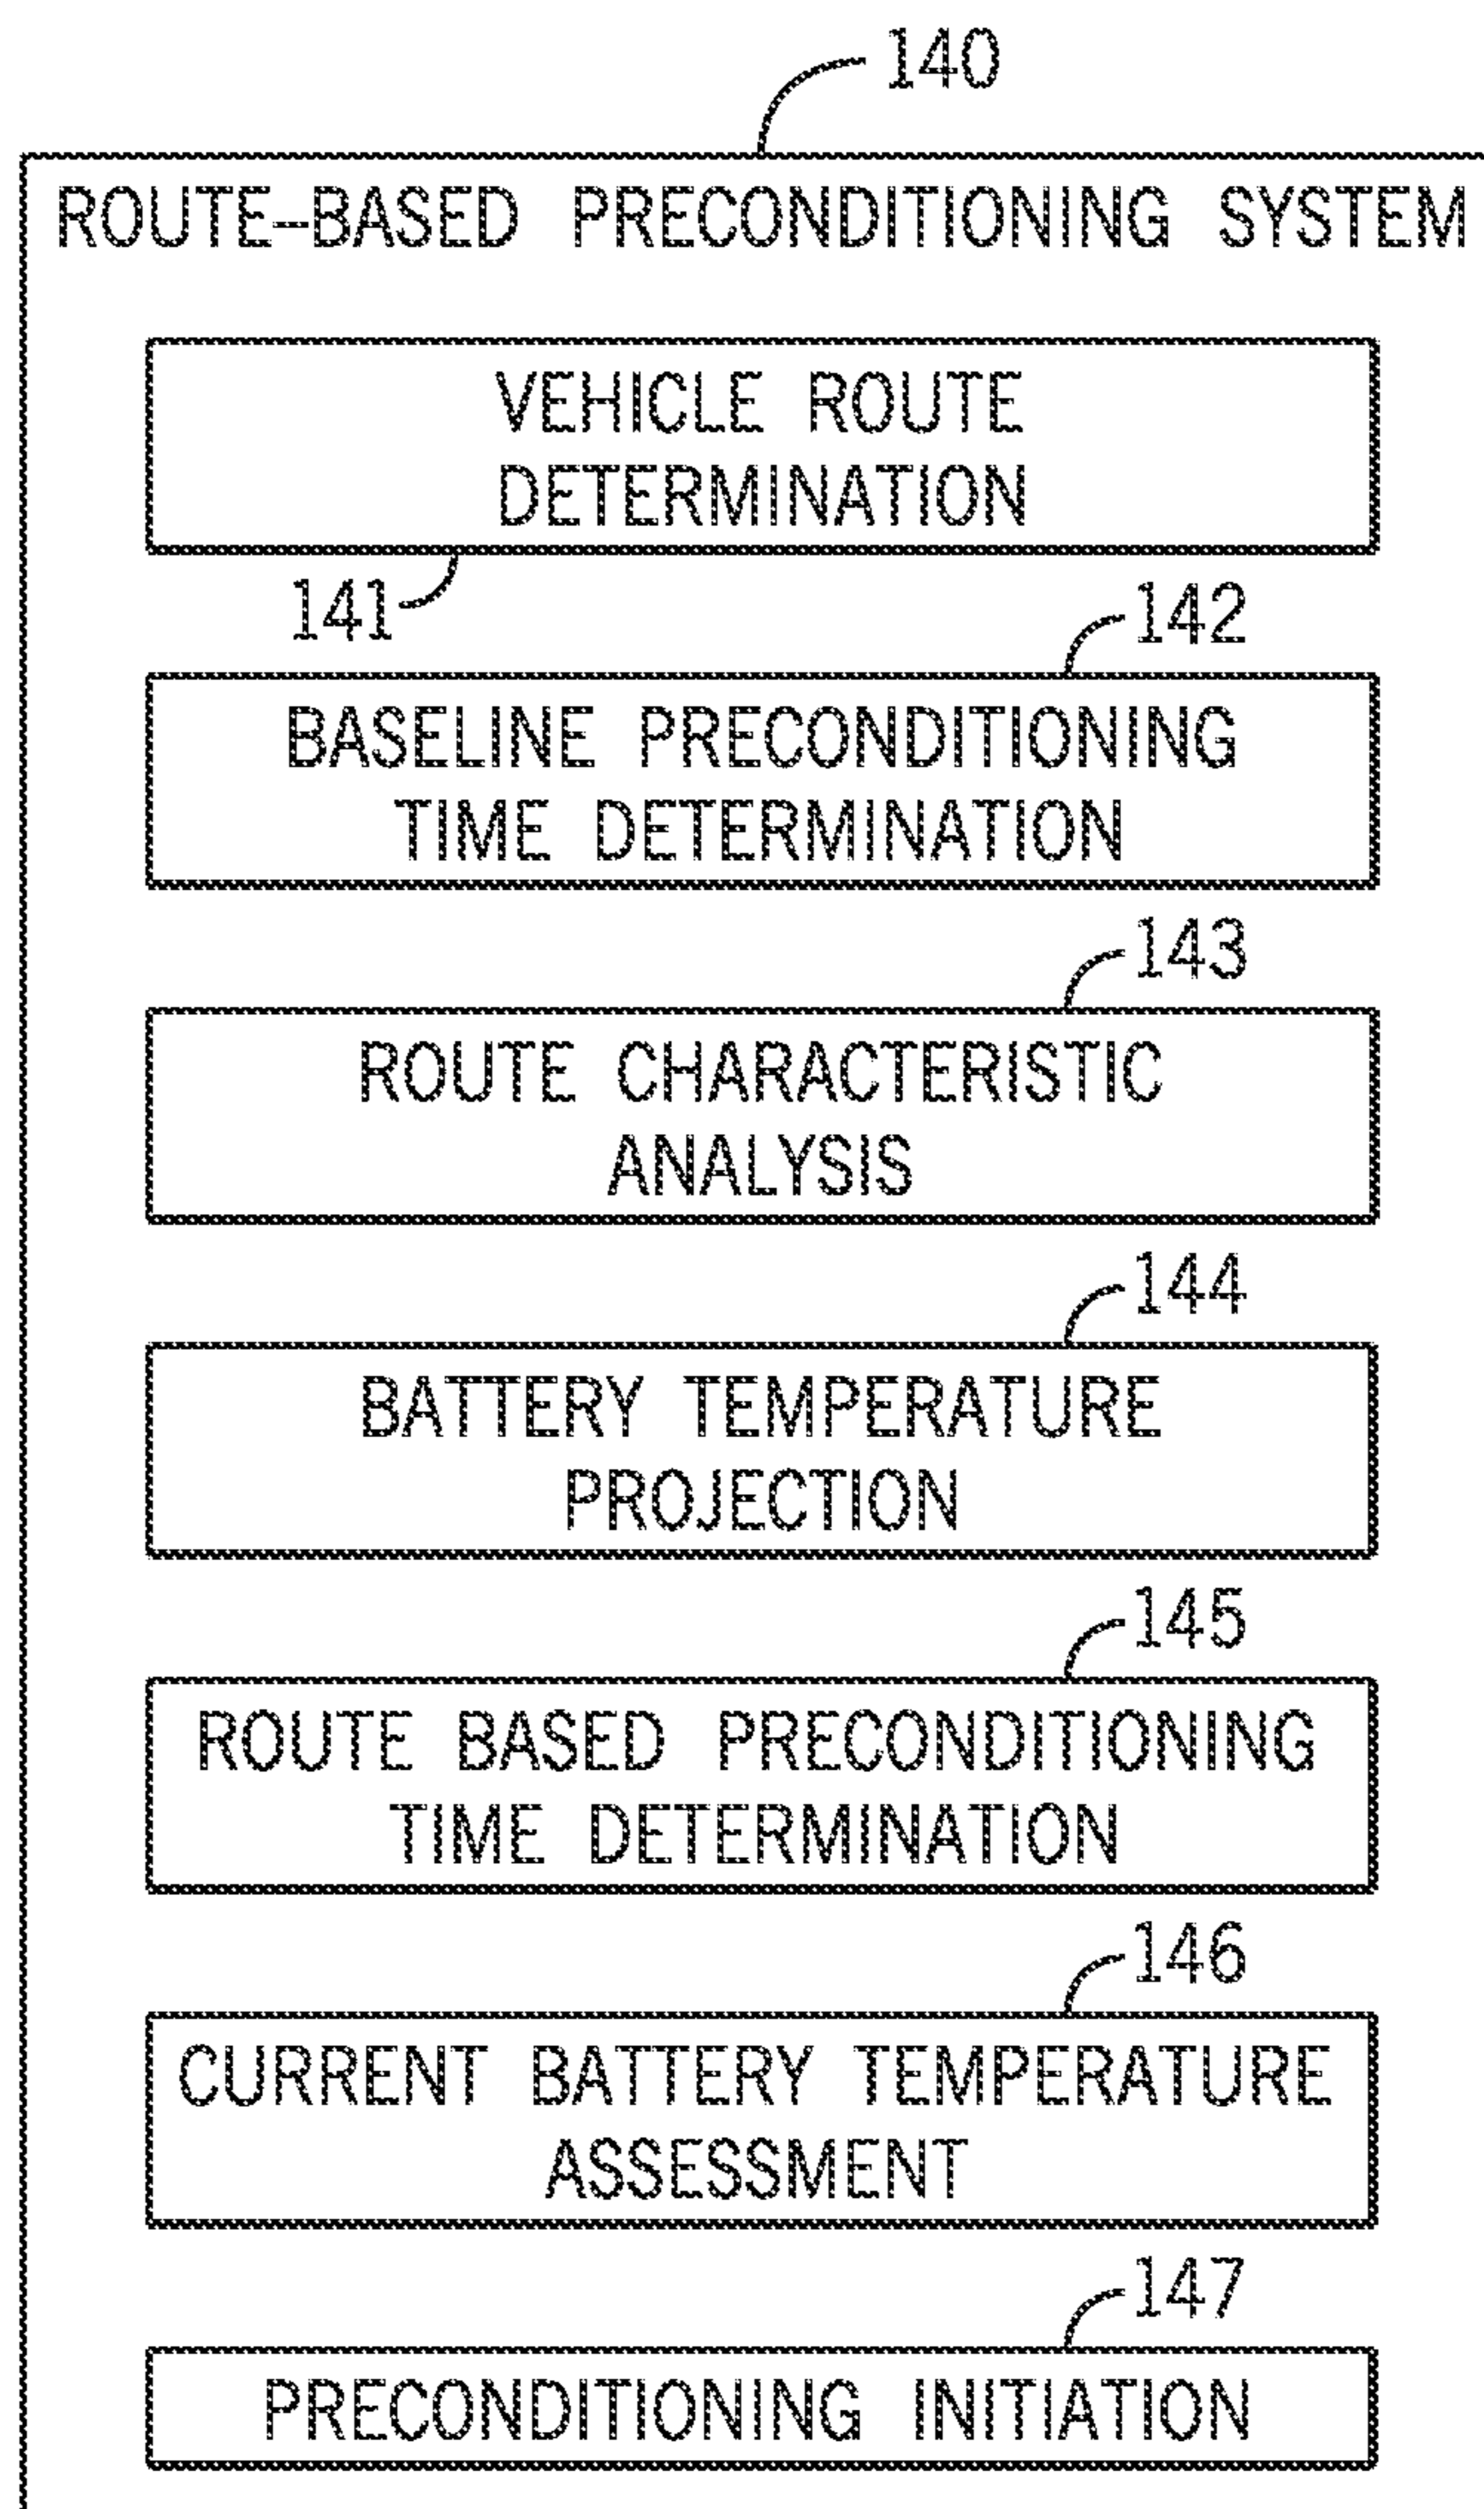 140
ROUTE-BASED PRECONDITIONING SYSTEM
VEHICLE ROUTE
DETERMINATION
141
142
BASELINE PRECONDITIONING
TIME DETERMINATION
143
ROUTE CHARACTERISTIC
ANALYSIS
144
BATTERY TEMPERATURE
PROJECTION
145
ROUTE BASED PRECONDITIONING
TIME DETERMINATION
146
CURRENT BATTERY TEMPERATURE
ASSESSMENT
147
PRECONDITIONING INITIATION